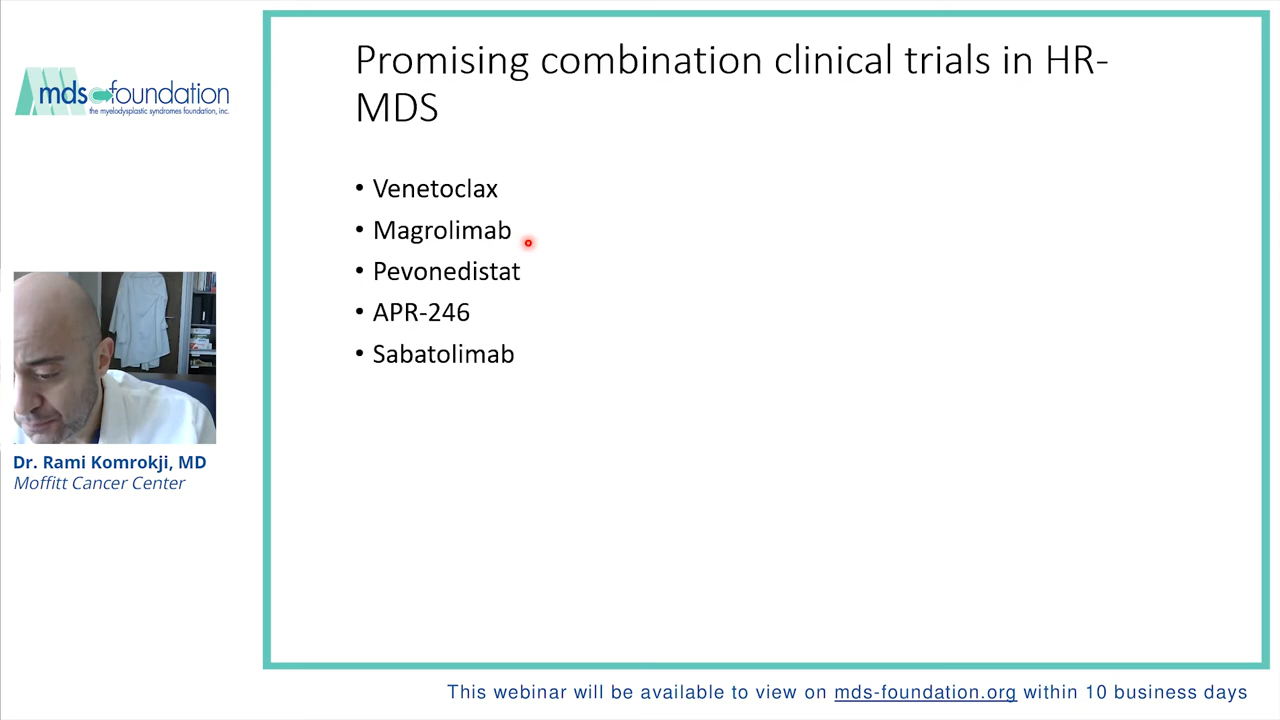 mds foundation
the myelodysplastic syndromes foundation, inc.
Promising combination clinical trials in HR-
MDS
• Venetoclax
• Magrolimab
• Pevonedistat
• APR-246
• Sabatolimab
Dr. Rami Komrokji, MD
Moffitt Cancer Center
This webinar will be available to view on mds-foundation.org within 10 business days